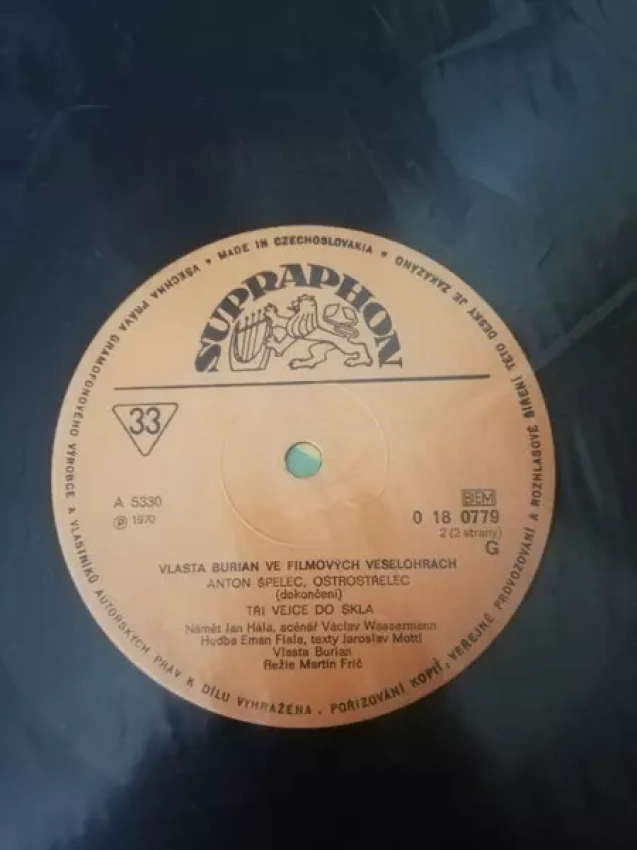 SUPRAPHON
33
A 5330
℗ 1970
BIEM
0 18 0779
2 (2 strany)
G
VLASTA BURIAN VE FILMOVÝCH VESELOHRACH
ANTON ŠPELEC, OSTROSTŘELEC
(dokončení)
TŘI VEJCE DO SKLA
Námět Jan Hála, scénář Václav Wassermann
Hudba Eman Fiala, texty Jaroslav Mottl
Vlasta Burian
Režie Martin Frič
MADE IN CZECHOSLOVAKIA • VŠECHNA PRÁVA GRAMOFONOVÉHO VÝROBCE A VLASTNÍKŮ AUTORSKÝCH PRÁV K DÍLU VYHRAŽENA. POŘIZOVÁNÍ KOPIÍ, VEŘEJNÉ PROVOZOVÁNÍ A ROZHLASOVÉ ŠÍŘENÍ TÉTO DESKY JE ZAKÁZÁNO •